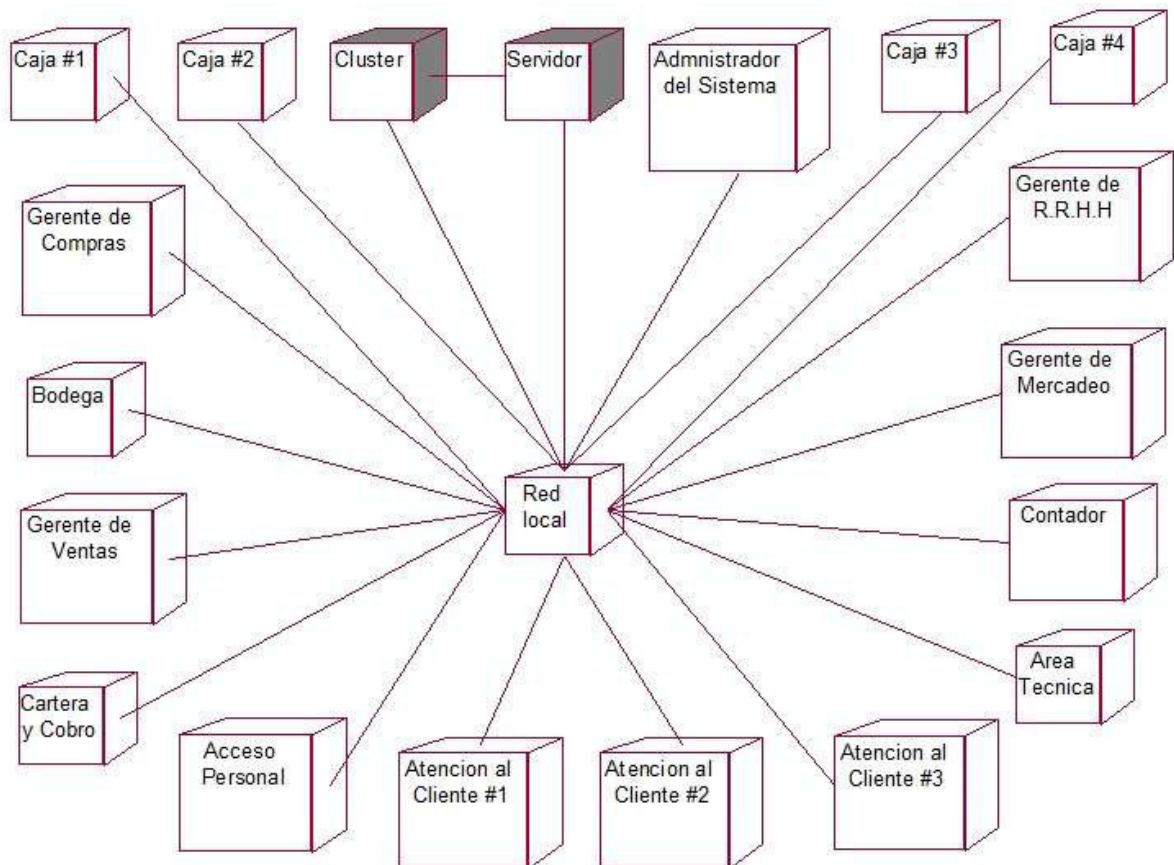 Caja #1
Caja #2
Cluster
Servidor
Admnistrador
del Sistema
Caja #3
Caja #4
Gerente de
Compras
Gerente de
R.R.H.H
Bodega
Gerente de
Mercadeo
Red
local
Gerente de
Ventas
Contador
Cartera
y Cobro
Area
Tecnica
Acceso
Personal
Atencion al
Cliente #1
Atencion al
Cliente #2
Atencion al
Cliente #3